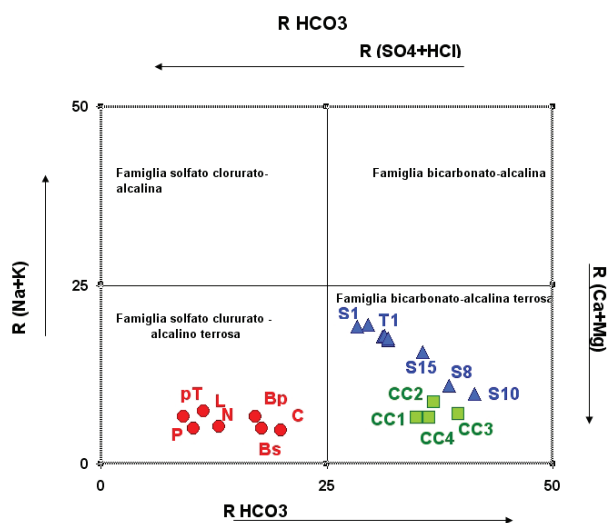 R HCO3
R (SO4+HCl)
50
Famiglia solfato clorurato-
alcalina
Famiglia bicarbonato-alcalina
R (Na+K)
R (Ca+Mg)
25
Famiglia solfato clururato -
alcalino terrosa
Famiglia bicarbonato-alcalina terrosa
S1
T1
S15
S8
S10
CC2
CC1
CC4
CC3
pT
L
N
P
Bp
C
Bs
0
0
25
50
R HCO3